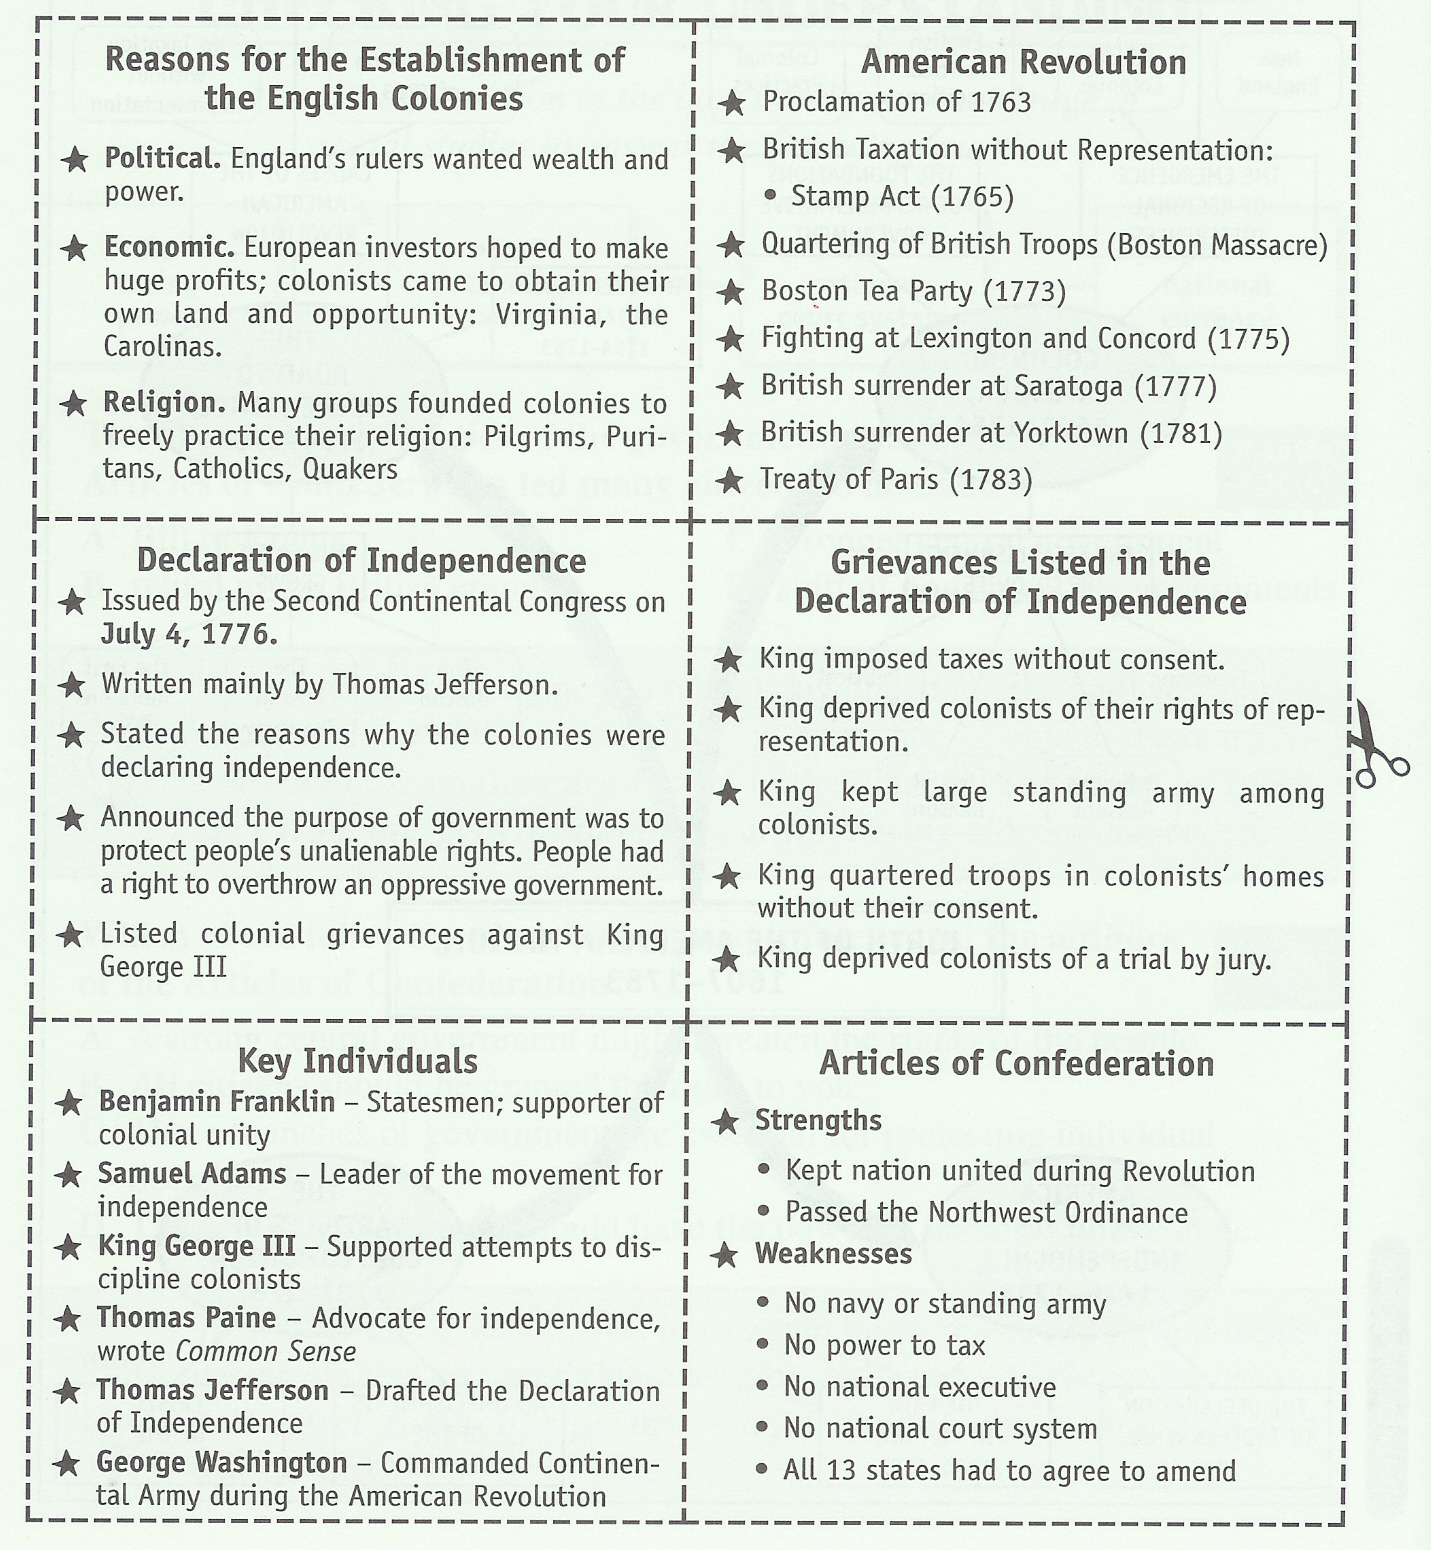 Reasons for the Establishment of
the English Colonies
★ Political. England's rulers wanted wealth and
power.
★ Economic. European investors hoped to make
huge profits; colonists came to obtain their
own land and opportunity: Virginia, the
Carolinas.
★ Religion. Many groups founded colonies to
freely practice their religion: Pilgrims, Puri-
tans, Catholics, Quakers
American Revolution
★ Proclamation of 1763
★ British Taxation without Representation:
• Stamp Act (1765)
★ Quartering of British Troops (Boston Massacre)
★ Boston Tea Party (1773)
★ Fighting at Lexington and Concord (1775)
★ British surrender at Saratoga (1777)
★ British surrender at Yorktown (1781)
★ Treaty of Paris (1783)
Declaration of Independence
★ Issued by the Second Continental Congress on
July 4, 1776.
★ Written mainly by Thomas Jefferson.
★ Stated the reasons why the colonies were
declaring independence.
★ Announced the purpose of government was to
protect people's unalienable rights. People had
a right to overthrow an oppressive government.
★ Listed colonial grievances against King
George III
Grievances Listed in the
Declaration of Independence
★ King imposed taxes without consent.
★ King deprived colonists of their rights of rep-
resentation.
★ King kept large standing army among
colonists.
★ King quartered troops in colonists' homes
without their consent.
★ King deprived colonists of a trial by jury.
Key Individuals
★ Benjamin Franklin – Statesmen; supporter of
colonial unity
★ Samuel Adams – Leader of the movement for
independence
★ King George III – Supported attempts to dis-
cipline colonists
★ Thomas Paine – Advocate for independence,
wrote Common Sense
★ Thomas Jefferson – Drafted the Declaration
of Independence
★ George Washington – Commanded Continen-
tal Army during the American Revolution
Articles of Confederation
★ Strengths
• Kept nation united during Revolution
• Passed the Northwest Ordinance
★ Weaknesses
• No navy or standing army
• No power to tax
• No national executive
• No national court system
• All 13 states had to agree to amend